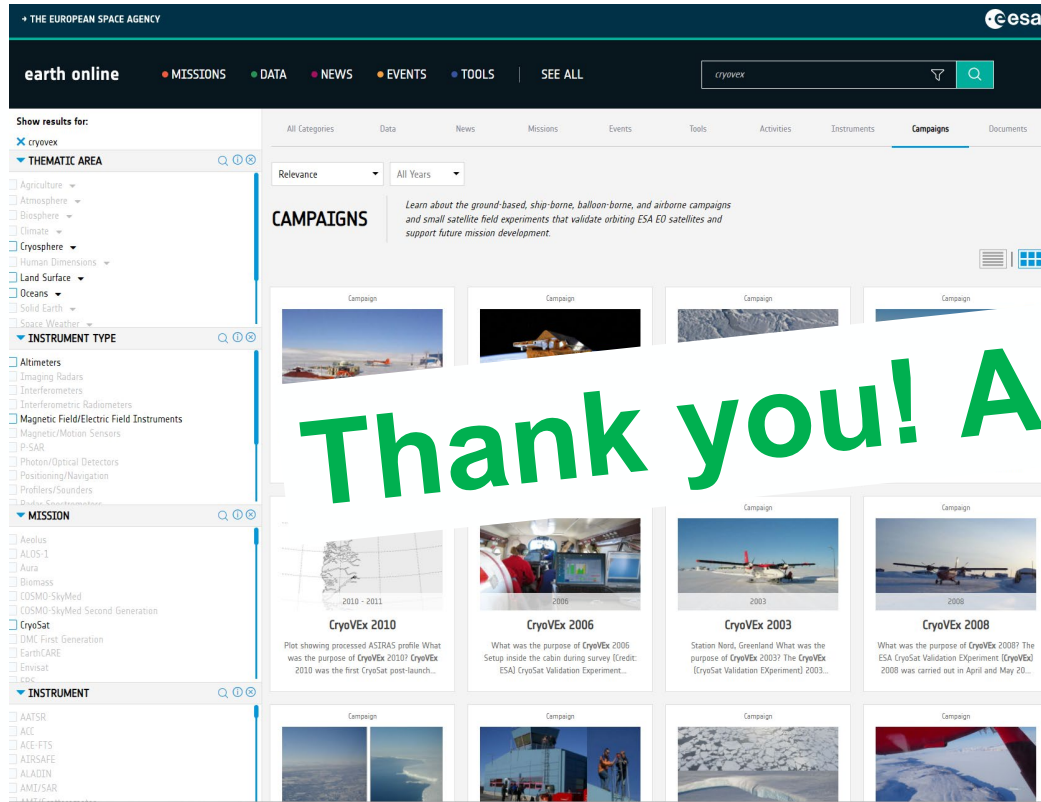 → THE EUROPEAN SPACE AGENCY
esa
earth online
MISSIONS
DATA
NEWS
EVENTS
TOOLS
SEE ALL
cryovex
Show results for:
cryovex
THEMATIC AREA
Agriculture
Atmosphere
Biosphere
Climate
Cryosphere
Human Dimensions
Land Surface
Oceans
Solid Earth
Space Weather
INSTRUMENT TYPE
Altimeters
Imaging Radars
Interferometers
Interferometric Radiometers
Magnetic Field/Electric Field Instruments
Magnetic/Motion Sensors
P-SAR
Photon/Optical Detectors
Positioning/Navigation
Profilers/Sounders
Radar Spectrometers
MISSION
Aeolus
ALOS-1
Aura
Biomass
COSMO-SkyMed
COSMO-SkyMed Second Generation
CryoSat
DMC First Generation
EarthCARE
Envisat
ERS
INSTRUMENT
AATSR
ACC
ACE-FTS
AIRSAFE
ALADIN
AMI/SAR
AMI/Scatterometer
All Categories
Data
News
Missions
Events
Tools
Activities
Instruments
Campaigns
Documents
Relevance
All Years
CAMPAIGNS
Learn about the ground-based, ship-borne, balloon-borne, and airborne campaigns
and small satellite field experiments that validate orbiting ESA EO satellites and
support future mission development.
Campaign
Campaign
Campaign
Campaign
Thank you! A
Campaign
Campaign
2010 - 2011
2006
2003
2008
CryoVEx 2010
Plot showing processed ASIRAS profile What
was the purpose of CryoVEx 2010? CryoVEx
2010 was the first CryoSat post-launch...
CryoVEx 2006
What was the purpose of CryoVEx 2006
Setup inside the cabin during survey (Credit:
ESA) CryoSat Validation Experiment...
CryoVEx 2003
Station Nord, Greenland What was the
purpose of CryoVEx 2003? The CryoVEx
(CryoSat Validation EXperiment) 2003...
CryoVEx 2008
What was the purpose of CryoVEx 2008? The
ESA CryoSat Validation EXperiment (CryoVEx)
2008 was carried out in April and May 20...
Campaign
Campaign
Campaign
Campaign